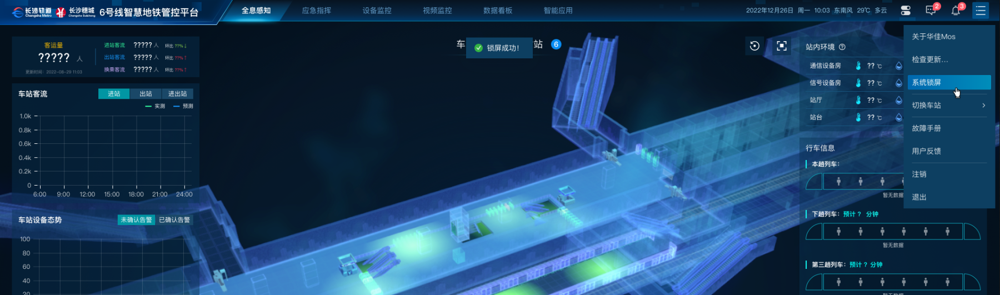 长沙轨道
Changsha Metro
长沙穗城
Changsha Suicheng
6号线智慧地铁管控平台
全息感知
应急指挥
设备监控
视频监控
数据看板
智能应用
2022年12月26日 周一 10:03 东南风 29℃ 多云
2
3
客运量
????? 人
更新时间：2022-08-29 11:03
进站客流 ????? 人 环比 ??% ↓
出站客流 ????? 人 环比 ??% ↑
换乘客流 ????? 人 环比 ??% ↑
车站客流
进站 出站 进出站
实测 预测
1.0k
0.8k
0.6k
0.4k
0.2k
0
6:00 9:00 12:00 15:00 18:00 21:00 24:00
车站设备态势
未确认告警 已确认告警
100
80
60
40
20
车
锁屏成功！
站
6
站内环境
通信设备房 ?? ℃
信号设备房 ?? ℃
站厅 ?? ℃
站台 ?? ℃
行车信息
本趟列车：
暂无数据
下趟列车：预计 ? 分钟
暂无数据
第三趟列车：预计 ? 分钟
暂无数据
关于华佳Mos
检查更新...
系统锁屏
切换车站
故障手册
用户反馈
注销
退出